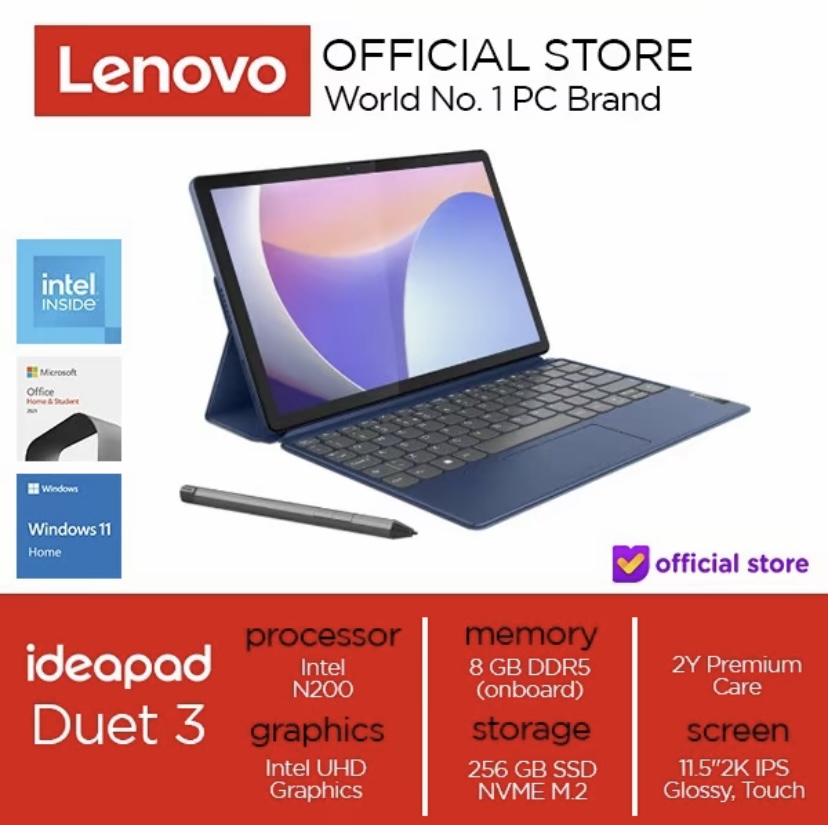 Lenovo
OFFICIAL STORE
World No. 1 PC Brand
intel
INSIDE
Microsoft
Office
Home & Student
2021
Windows
Windows 11
Home
official store
ideapad
Duet 3
processor
Intel
N200
graphics
Intel UHD
Graphics
memory
8 GB DDR5
(onboard)
storage
256 GB SSD
NVME M.2
2Y Premium
Care
screen
11.5"2K IPS
Glossy, Touch